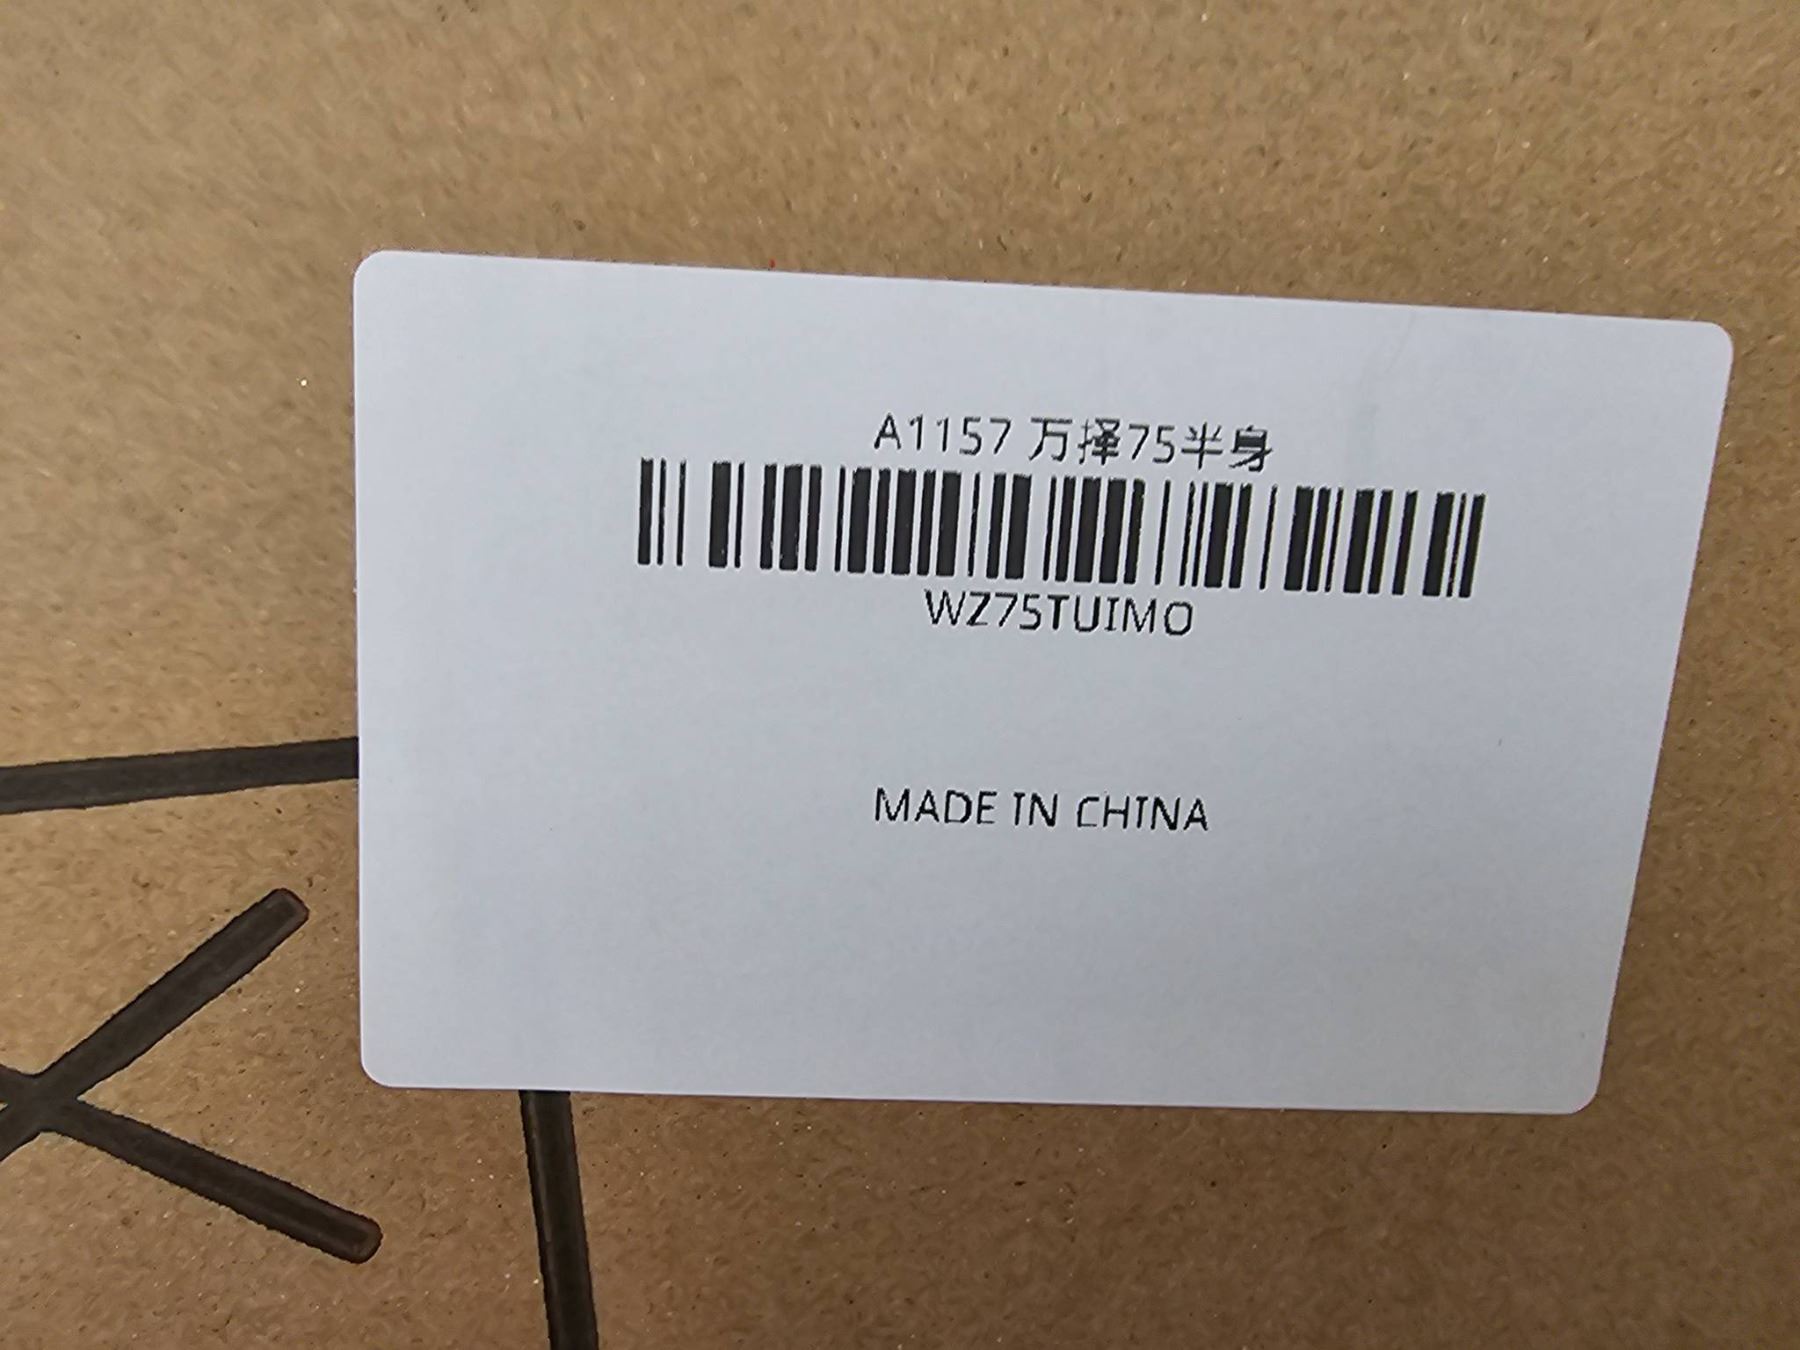 A1157 万择75半身
WZ75TUIMO
MADE IN CHINA